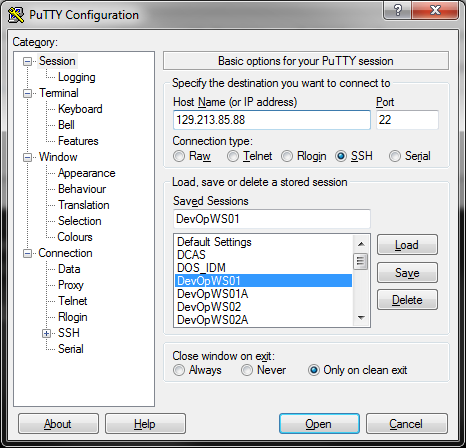 PuTTY Configuration
Category:
Session
Logging
Terminal
Keyboard
Bell
Features
Window
Appearance
Behaviour
Translation
Selection
Colours
Connection
Data
Proxy
Telnet
Rlogin
SSH
Serial
Basic options for your PuTTY session
Specify the destination you want to connect to
Host Name (or IP address) Port
129.213.85.88 22
Connection type:
Raw Telnet Rlogin SSH Serial
Load, save or delete a stored session
Saved Sessions
DevOpWS01
Default Settings
DCAS
DOS_IDM
DevOpWS01
DevOpWS01A
DevOpWS02
DevOpWS02A
Load
Save
Delete
Close window on exit:
Always Never Only on clean exit
About Help Open Cancel